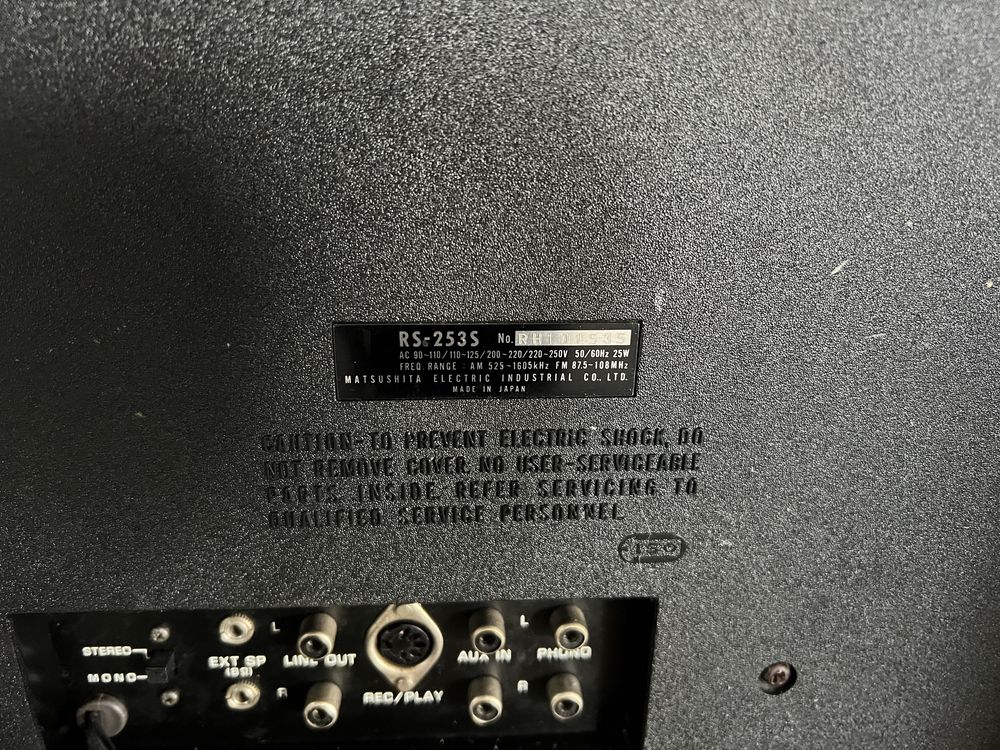 RS-253S No. RH101535
AC 90~110/110~125/200~220/220~250V 50/60Hz 25W
FREQ. RANGE : AM 525~1605kHz FM 87.5~108MHz
MATSUSHITA ELECTRIC INDUSTRIAL CO., LTD.
MADE IN JAPAN
CAUTION-TO PREVENT ELECTRIC SHOCK, DO
NOT REMOVE COVER. NO USER-SERVICEABLE
PARTS INSIDE. REFER SERVICING TO
QUALIFIED SERVICE PERSONNEL
STEREO
MONO
EXT SP
(8Ω)
L
LINE OUT
R
REC/PLAY
AUX IN
L
PHONO
R